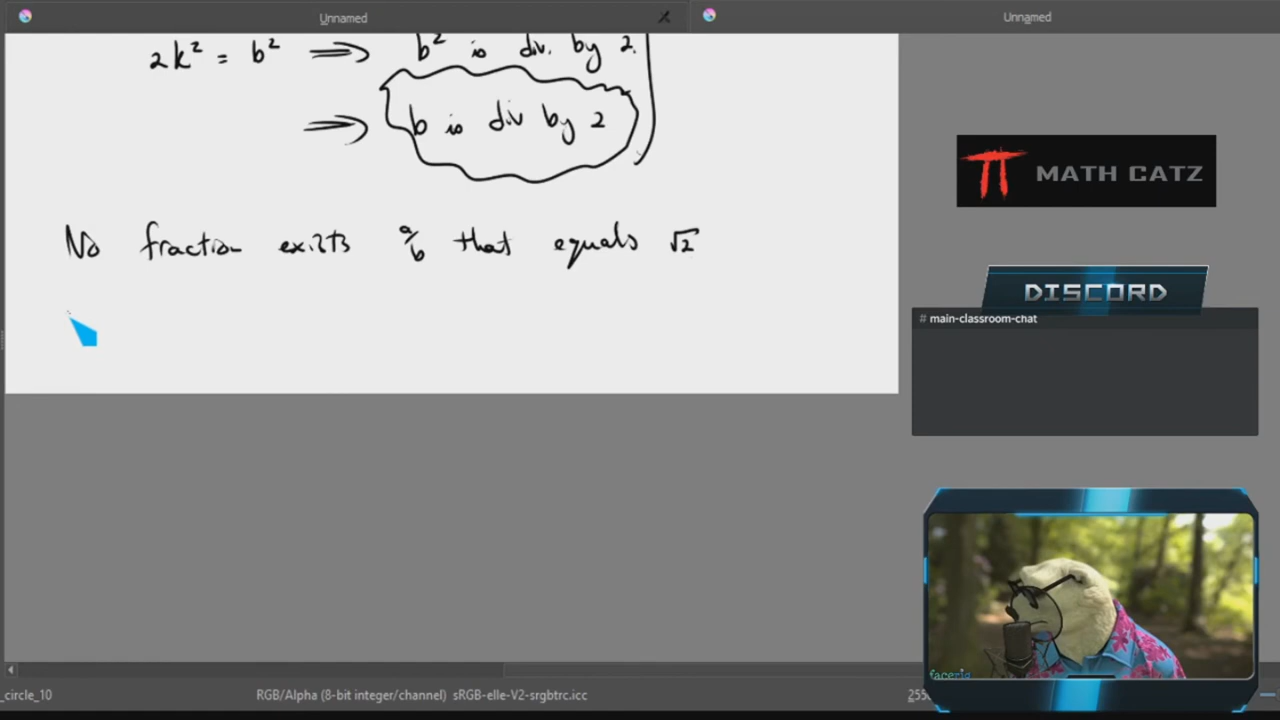 Unnamed
Unnamed
2k² = b² ⟹ b² is div. by 2.
⟹ b is div by 2
No fraction exists a/b that equals √2
π MATH CATZ
DISCORD
# main-classroom-chat
facerig
_circle_10
RGB/Alpha (8-bit integer/channel) sRGB-elle-V2-srgbtrc.icc